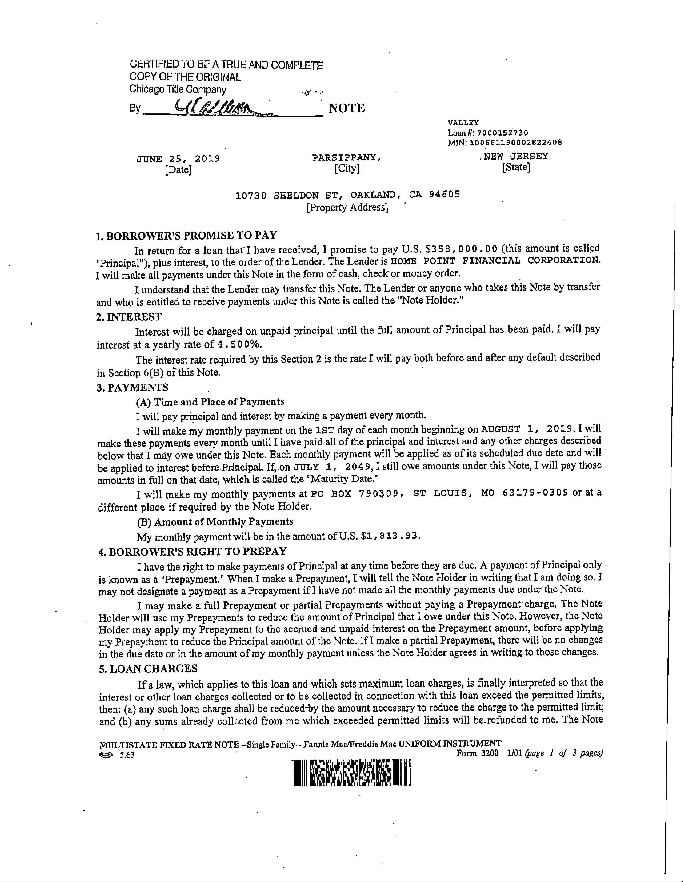 CERTIFIED TO BE A TRUE AND COMPLETE
COPY OF THE ORIGINAL
Chicago Title Company
By
NOTE
VALLEY
Loan #: 7000152730
MIN: 100661190002822408
JUNE 25, 2019 PARSIPPANY, NEW JERSEY
[Date] [City] [State]
10730 SHELDON ST, OAKLAND, CA 94605
[Property Address]
1. BORROWER'S PROMISE TO PAY
In return for a loan that I have received, I promise to pay U.S. $358,000.00 (this amount is called
"Principal"), plus interest, to the order of the Lender. The Lender is HOME POINT FINANCIAL CORPORATION.
I will make all payments under this Note in the form of cash, check or money order.
I understand that the Lender may transfer this Note. The Lender or anyone who takes this Note by transfer
and who is entitled to receive payments under this Note is called the "Note Holder."
2. INTEREST
Interest will be charged on unpaid principal until the full amount of Principal has been paid. I will pay
interest at a yearly rate of 4.500%.
The interest rate required by this Section 2 is the rate I will pay both before and after any default described
in Section 6(B) of this Note.
3. PAYMENTS
(A) Time and Place of Payments
I will pay principal and interest by making a payment every month.
I will make my monthly payment on the 1ST day of each month beginning on AUGUST 1, 2019. I will
make these payments every month until I have paid all of the principal and interest and any other charges described
below that I may owe under this Note. Each monthly payment will be applied as of its scheduled due date and will
be applied to interest before Principal. If, on JULY 1, 2049, I still owe amounts under this Note, I will pay those
amounts in full on that date, which is called the "Maturity Date."
I will make my monthly payments at PO BOX 790309, ST LOUIS, MO 63179-0309 or at a
different place if required by the Note Holder.
(B) Amount of Monthly Payments
My monthly payment will be in the amount of U.S. $1,813.93.
4. BORROWER'S RIGHT TO PREPAY
I have the right to make payments of Principal at any time before they are due. A payment of Principal only
is known as a "Prepayment." When I make a Prepayment, I will tell the Note Holder in writing that I am doing so. I
may not designate a payment as a Prepayment if I have not made all the monthly payments due under the Note.
I may make a full Prepayment or partial Prepayments without paying a Prepayment charge. The Note
Holder will use my Prepayments to reduce the amount of Principal that I owe under this Note. However, the Note
Holder may apply my Prepayment to the accrued and unpaid interest on the Prepayment amount, before applying
my Prepayment to reduce the Principal amount of the Note. If I make a partial Prepayment, there will be no changes
in the due date or in the amount of my monthly payment unless the Note Holder agrees in writing to those changes.
5. LOAN CHARGES
If a law, which applies to this loan and which sets maximum loan charges, is finally interpreted so that the
interest or other loan charges collected or to be collected in connection with this loan exceed the permitted limits,
then: (a) any such loan charge shall be reduced by the amount necessary to reduce the charge to the permitted limit;
and (b) any sums already collected from me which exceeded permitted limits will be refunded to me. The Note
MULTISTATE FIXED RATE NOTE--Single Family-- Fannie Mae/Freddie Mac UNIFORM INSTRUMENT
5.63 Form 3200 1/01 (page 1 of 3 pages)